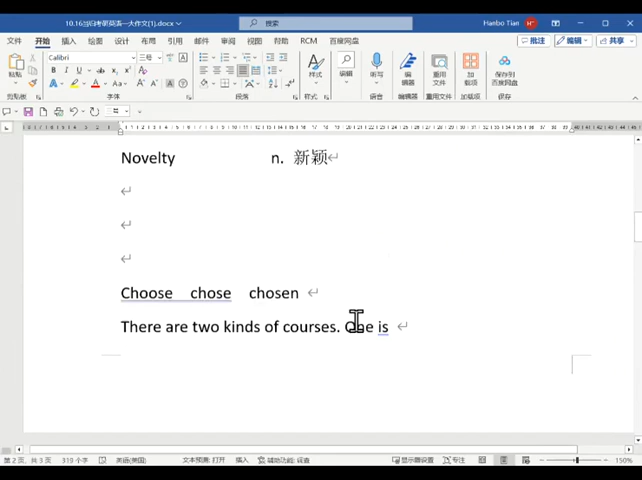 10.16田静考研英语一大作文(1).docx
搜索
Hanbo Tian
HT
文件 开始 插入 绘图 设计 布局 引用 邮件 审阅 视图 帮助 RCM 百度网盘
批注 编辑 共享
Calibri 三号
粘贴 样式 编辑 听写 编辑器 重用文件 加载项 保存到百度网盘
剪贴板 字体 段落 样式 语音 编辑器 重用文件 加载项 保存
Novelty n. 新颖
Choose chose chosen
There are two kinds of courses. One is
第 2 页，共 3 页 319 个字 英语(美国) 文本预测: 打开 插入 辅助功能: 调查 显示器设置 专注 150%